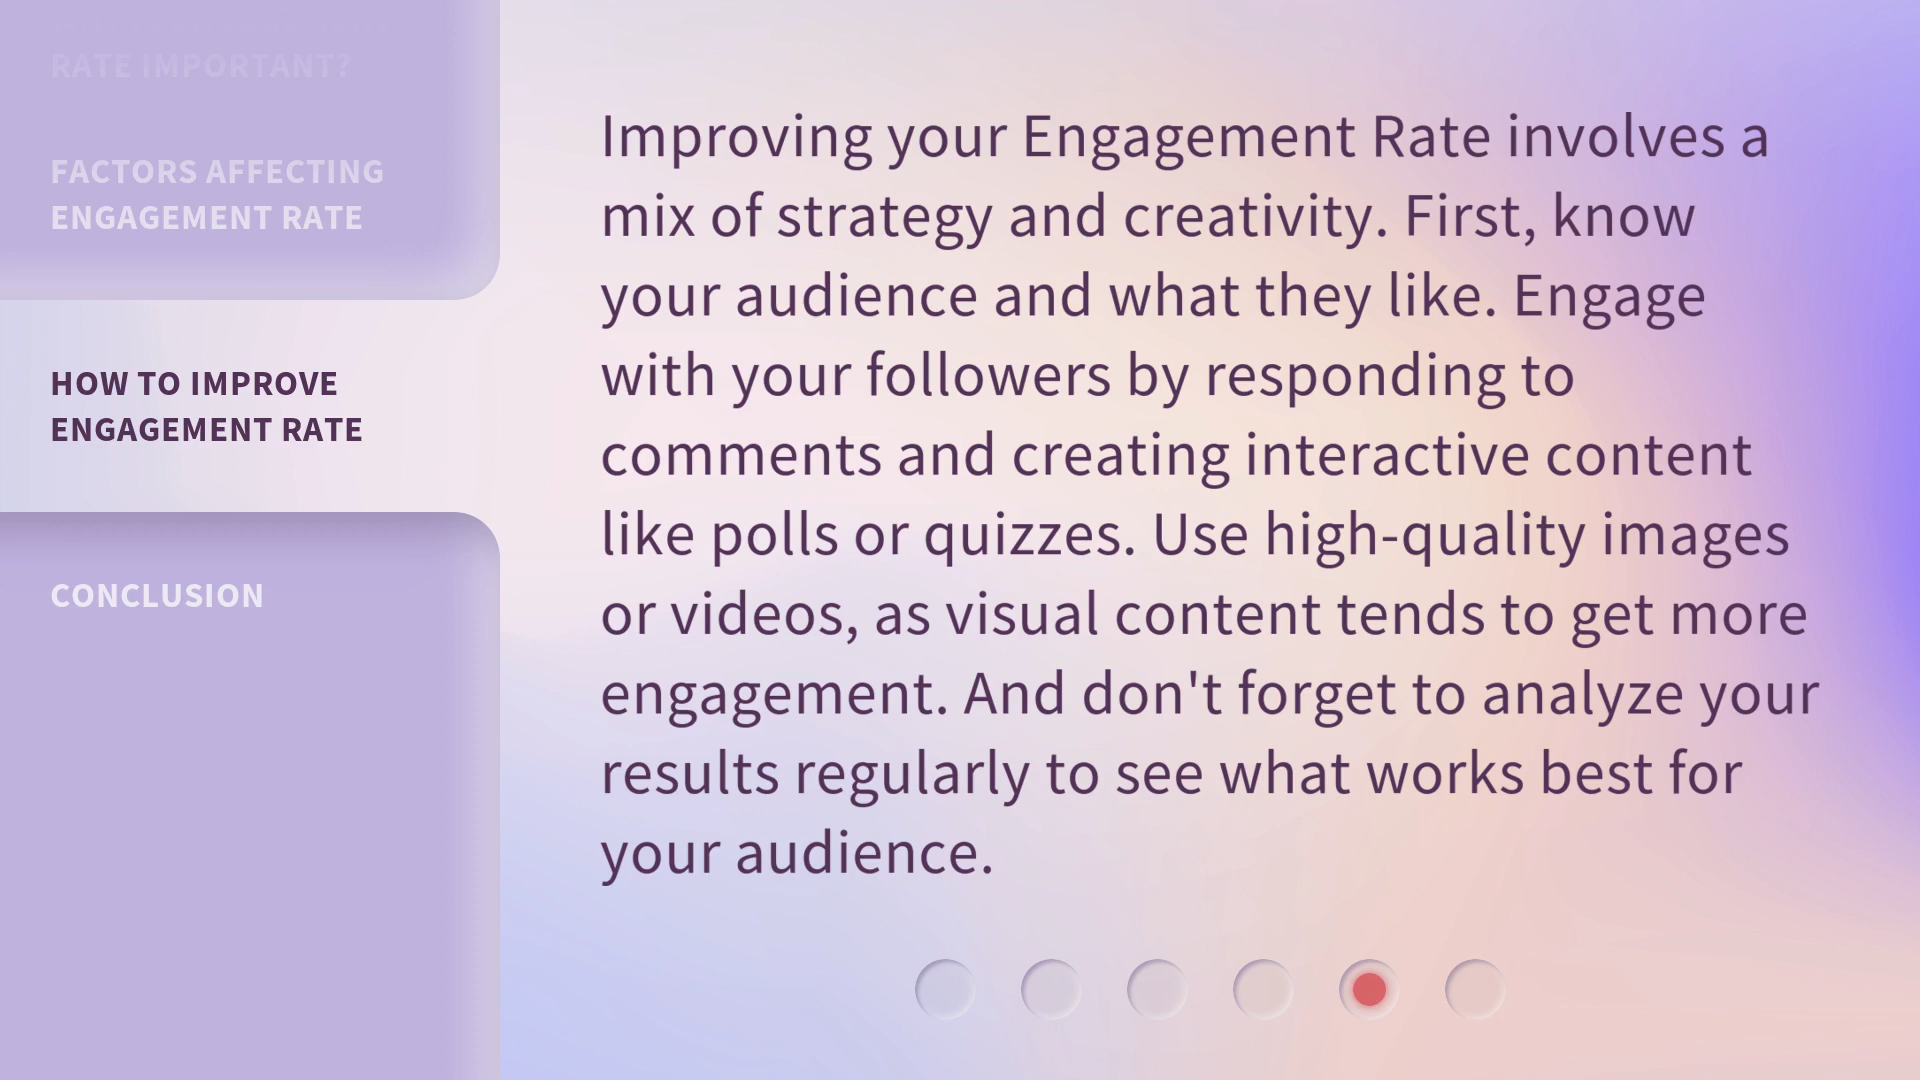 RATE IMPORTANT?
FACTORS AFFECTING
ENGAGEMENT RATE
HOW TO IMPROVE
ENGAGEMENT RATE
CONCLUSION
Improving your Engagement Rate involves a
mix of strategy and creativity. First, know
your audience and what they like. Engage
with your followers by responding to
comments and creating interactive content
like polls or quizzes. Use high-quality images
or videos, as visual content tends to get more
engagement. And don't forget to analyze your
results regularly to see what works best for
your audience.